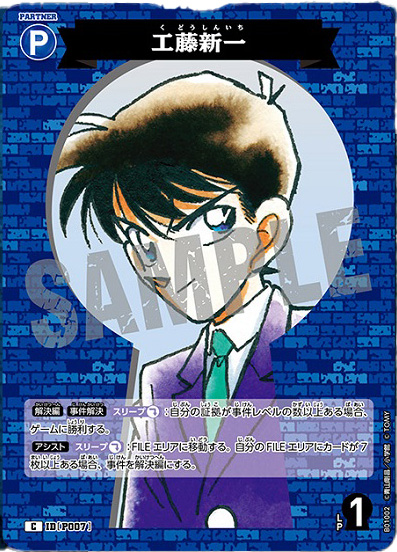 PARTNER
P
くどうしんいち
工藤新一
SAMPLE
解決編 事件解決 スリープ:自分の証拠が事件レベルの数以上ある場合、
ゲームに勝利する。
アシスト スリープ:FILEエリアに移動する。自分のFILEエリアにカードが7
枚以上ある場合、事件を解決編にする。
C ID[P007]
LP 1
B01002 ©青山剛昌/小学館 ©TOMY